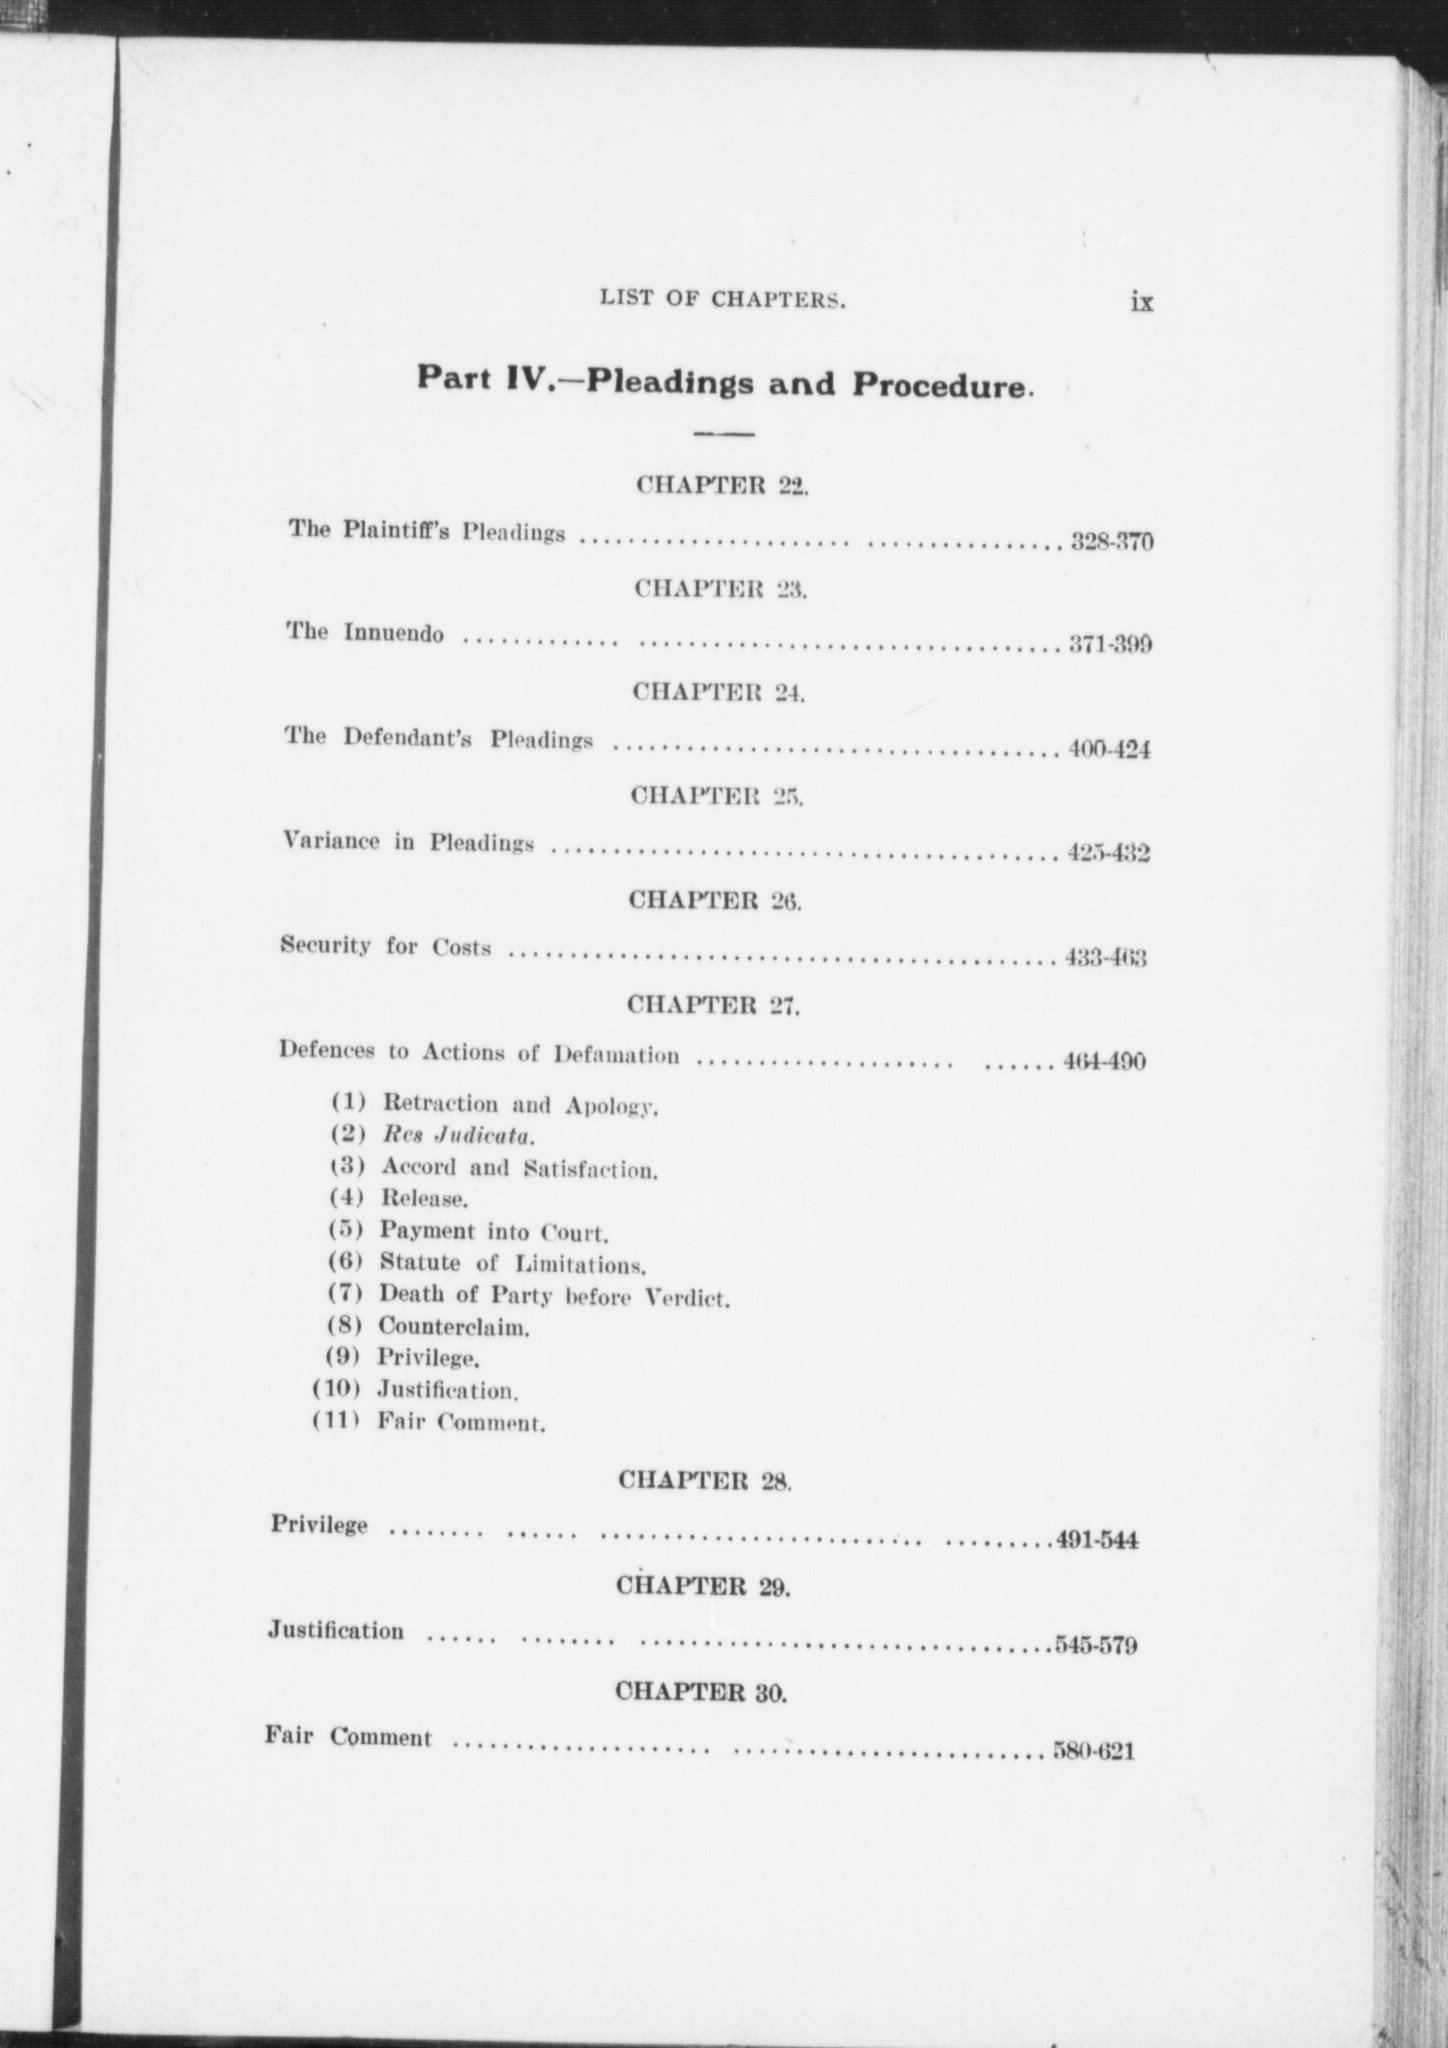 LIST OF CHAPTERS. ix
Part IV.—Pleadings and Procedure.
CHAPTER 22.
The Plaintiff's Pleadings ...................... ................ 328-370
CHAPTER 23.
The Innuendo ............. .................................. 371-399
CHAPTER 24.
The Defendant's Pleadings .................................... 400-424
CHAPTER 25.
Variance in Pleadings ......................................... 425-432
CHAPTER 26.
Security for Costs ............................................ 433-463
CHAPTER 27.
Defences to Actions of Defamation ..................... ...... 464-490
(1) Retraction and Apology.
(2) Res Judicata.
(3) Accord and Satisfaction.
(4) Release.
(5) Payment into Court.
(6) Statute of Limitations.
(7) Death of Party before Verdict.
(8) Counterclaim.
(9) Privilege.
(10) Justification.
(11) Fair Comment.
CHAPTER 28.
Privilege ........ ...... .......................... ......... 491-544
CHAPTER 29.
Justification ...... ........ ................................. 545-579
CHAPTER 30.
Fair Comment ..................... ......................... 580-621